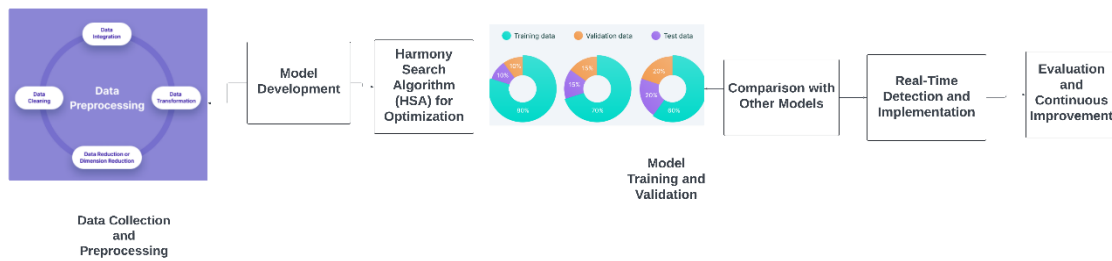 Data
Integration
Data
Cleaning
Data
Preprocessing
Data
Transformation
Data Reduction or
Dimension Reduction
Data Collection
and
Preprocessing
Model
Development
Harmony
Search
Algorithm
(HSA) for
Optimization
Training data
Validation data
Test data
10%
10%
80%
15%
15%
70%
20%
20%
60%
Model
Training and
Validation
Comparison with
Other Models
Real-Time
Detection and
Implementation
Evaluation
and
Continuous
Improvement